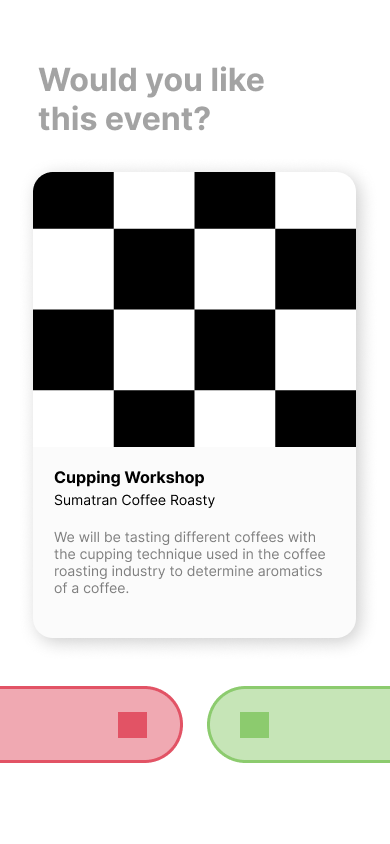 Would you like
this event?
Cupping Workshop
Sumatran Coffee Roasty
We will be tasting different coffees with
the cupping technique used in the coffee
roasting industry to determine aromatics
of a coffee.